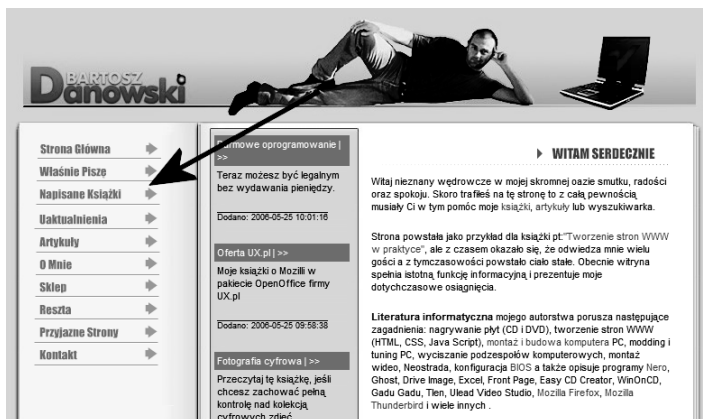 BARTOSZ
Danowski
Strona Główna
Właśnie Piszę
Napisane Książki
Uaktualnienia
Artykuły
O Mnie
Sklep
Reszta
Przyjazne Strony
Kontakt
Darmowe oprogramowanie |
>>
Teraz możesz być legalnym
bez wydawania pieniędzy.
Dodano: 2006-05-25 10:01:16
Oferta UX.pl | >>
Moje książki o Mozilli w
pakiecie OpenOffice firmy
UX.pl
Dodano: 2006-05-25 09:58:38
Fotografia cyfrowa | >>
Przeczytaj tę książkę, jeśli
chcesz zachować pełną
kontrolę nad kolekcją
cyfrowych zdjęć
WITAM SERDECZNIE
Witaj nieznany wędrowcze w mojej skromnej oazie smutku, radości
oraz spokoju. Skoro trafiłeś na tę stronę to z całą pewnością
musiały Ci w tym pomóc moje książki, artykuły lub wyszukiwarka.
Strona powstała jako przykład dla książki pt:"Tworzenie stron WWW
w praktyce", ale z czasem okazało się, że odwiedza mnie wielu
gości a z tymczasowości powstało ciało stałe. Obecnie witryna
spełnia istotną funkcję informacyjną i prezentuje moje
dotychczasowe osiągnięcia.
Literatura informatyczna mojego autorstwa porusza następujące
zagadnienia: nagrywanie płyt (CD i DVD), tworzenie stron WWW
(HTML, CSS, Java Script), montaż i budowa komputera PC, modding i
tuning PC, wyciszanie podzespołów komputerowych, montaż
wideo, Neostrada, konfiguracja BIOS a także opisuje programy Nero,
Ghost, Drive Image, Excel, Front Page, Easy CD Creator, WinOnCD,
Gadu Gadu, Tlen, Ulead Video Studio, Mozilla Firefox, Mozilla
Thunderbird i wiele innych .